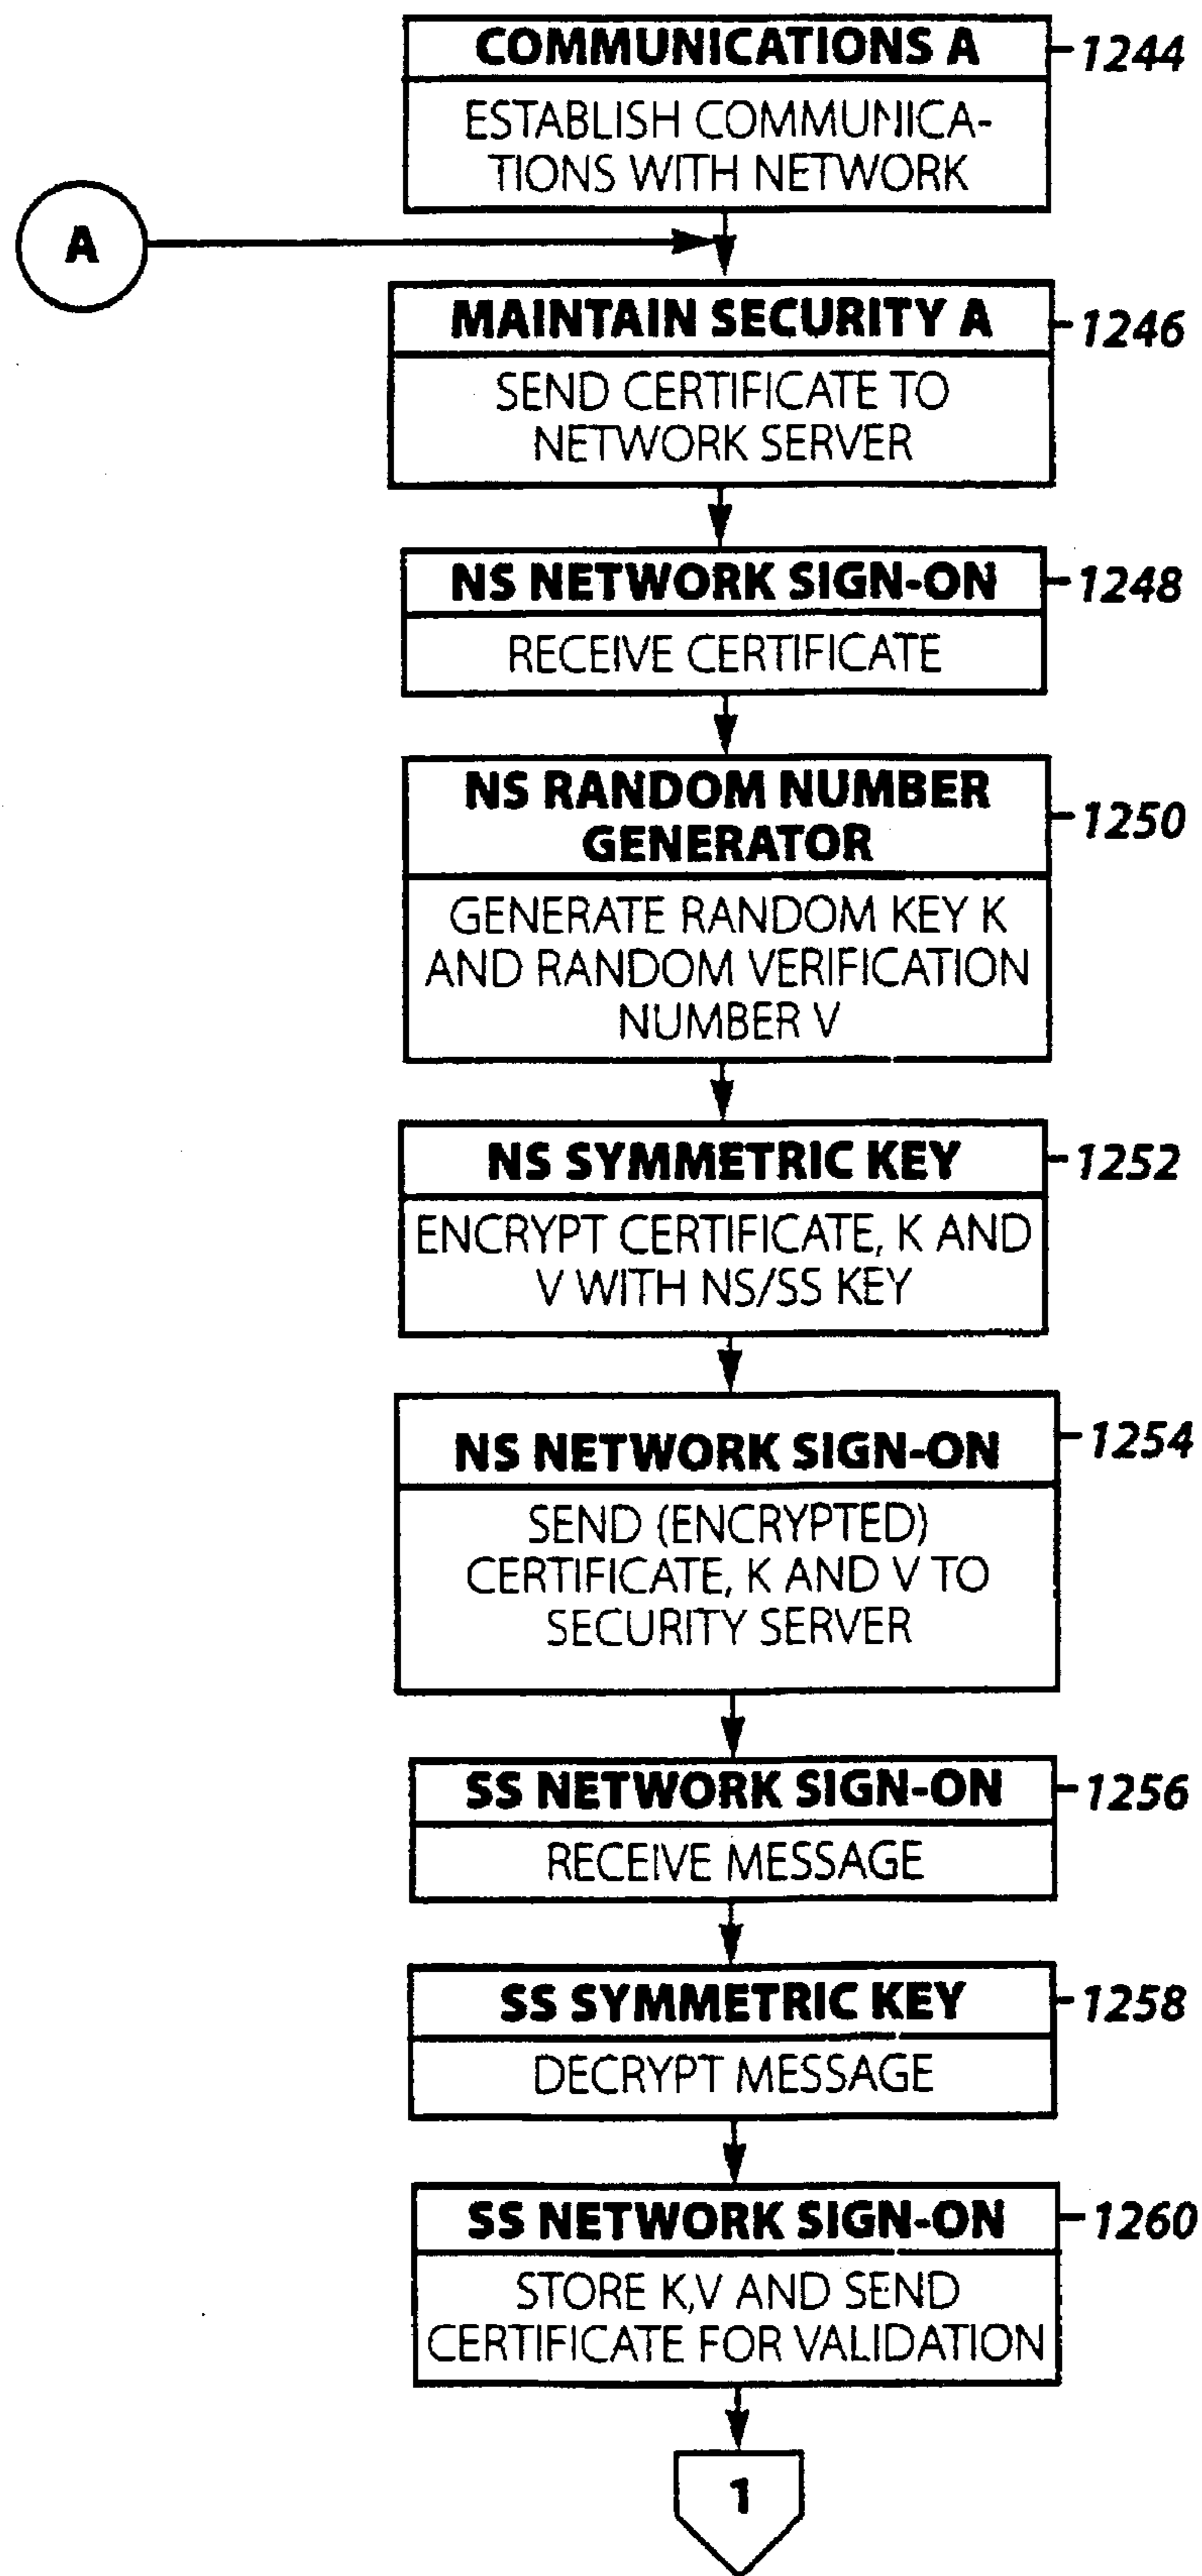 COMMUNICATIONS A
1244
ESTABLISH COMMUNICA-
TIONS WITH NETWORK
A
MAINTAIN SECURITY A
1246
SEND CERTIFICATE TO
NETWORK SERVER
NS NETWORK SIGN-ON
1248
RECEIVE CERTIFICATE
NS RANDOM NUMBER
GENERATOR
1250
GENERATE RANDOM KEY K
AND RANDOM VERIFICATION
NUMBER V
NS SYMMETRIC KEY
1252
ENCRYPT CERTIFICATE, K AND
V WITH NS/SS KEY
NS NETWORK SIGN-ON
1254
SEND (ENCRYPTED)
CERTIFICATE, K AND V TO
SECURITY SERVER
SS NETWORK SIGN-ON
1256
RECEIVE MESSAGE
SS SYMMETRIC KEY
1258
DECRYPT MESSAGE
SS NETWORK SIGN-ON
1260
STORE K,V AND SEND
CERTIFICATE FOR VALIDATION
1